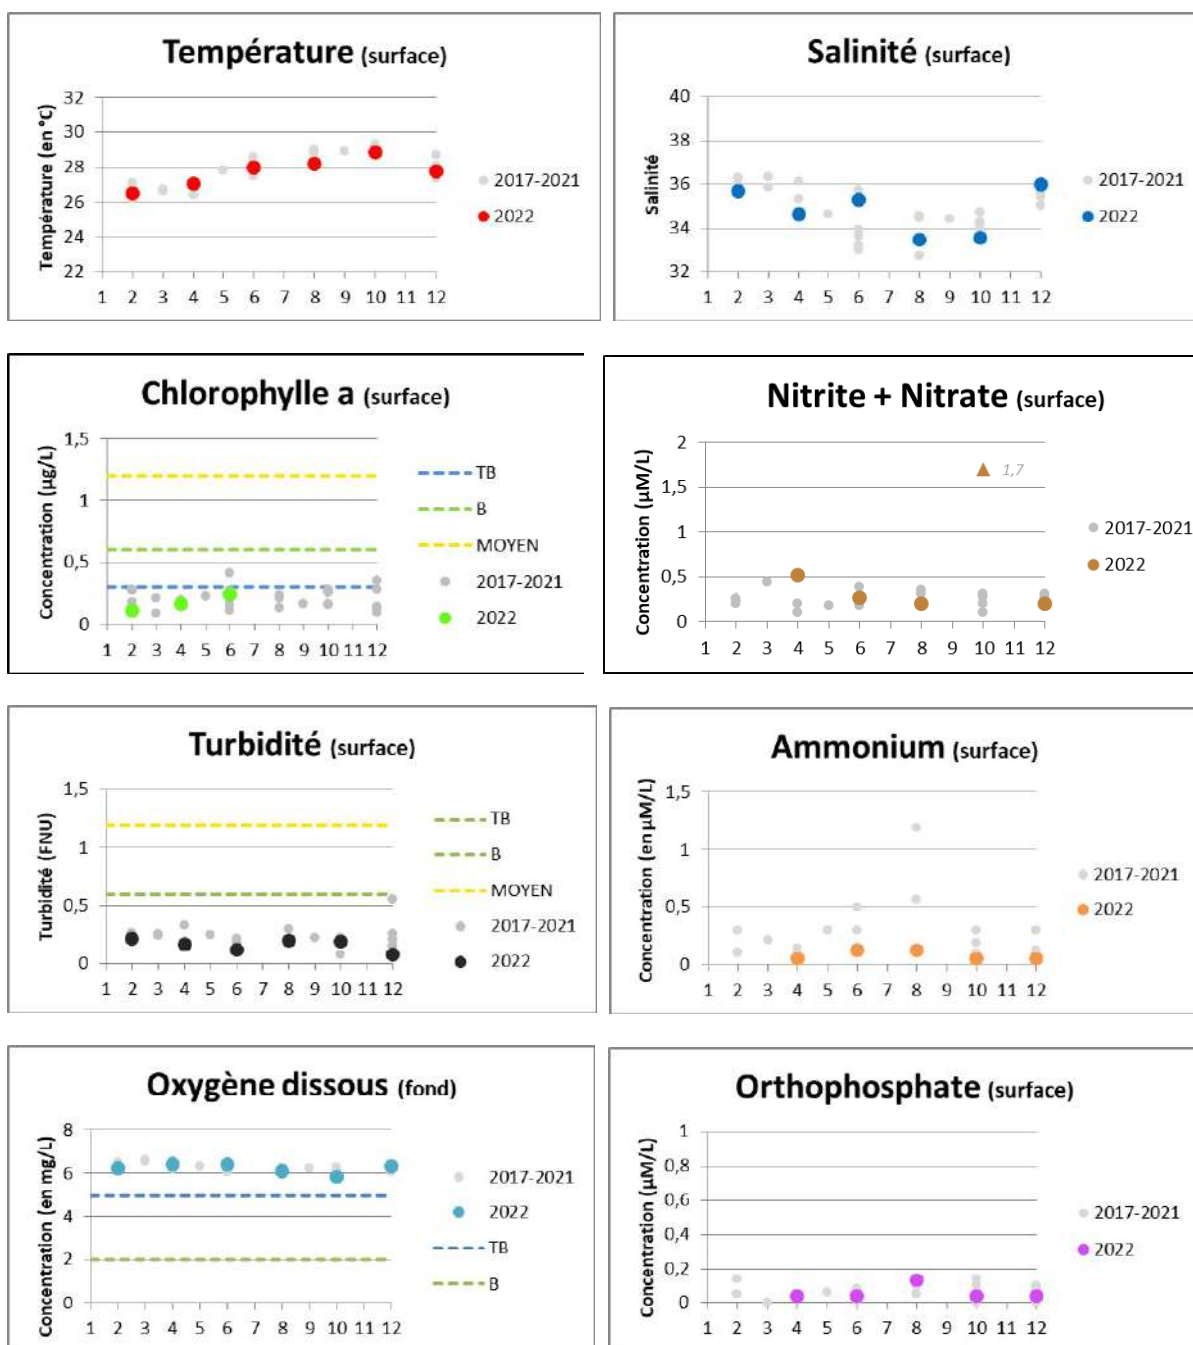 Température (surface)
Température (en °C)
32
30
28
26
24
22
1 2 3 4 5 6 7 8 9 10 11 12
2017-2021
2022
Salinité (surface)
Salinité
40
38
36
34
32
1 2 3 4 5 6 7 8 9 10 11 12
2017-2021
2022
Chlorophylle a (surface)
Concentration (µg/L)
1,5
1
0,5
0
1 2 3 4 5 6 7 8 9 10 11 12
TB
B
MOYEN
2017-2021
2022
Nitrite + Nitrate (surface)
Concentration (µM/L)
2
1,5
1
0,5
0
1,7
1 2 3 4 5 6 7 8 9 10 11 12
2017-2021
2022
Turbidité (surface)
Turbidité (FNU)
1,5
1
0,5
0
1 2 3 4 5 6 7 8 9 10 11 12
TB
B
MOYEN
2017-2021
2022
Ammonium (surface)
Concentration (en µM/L)
1,5
1
0,5
0
1 2 3 4 5 6 7 8 9 10 11 12
2017-2021
2022
Oxygène dissous (fond)
Concentration (en mg/L)
8
6
4
2
0
1 2 3 4 5 6 7 8 9 10 11 12
2017-2021
2022
TB
B
Orthophosphate (surface)
Concentration (µM/L)
1
0,8
0,6
0,4
0,2
0
1 2 3 4 5 6 7 8 9 10 11 12
2017-2021
2022